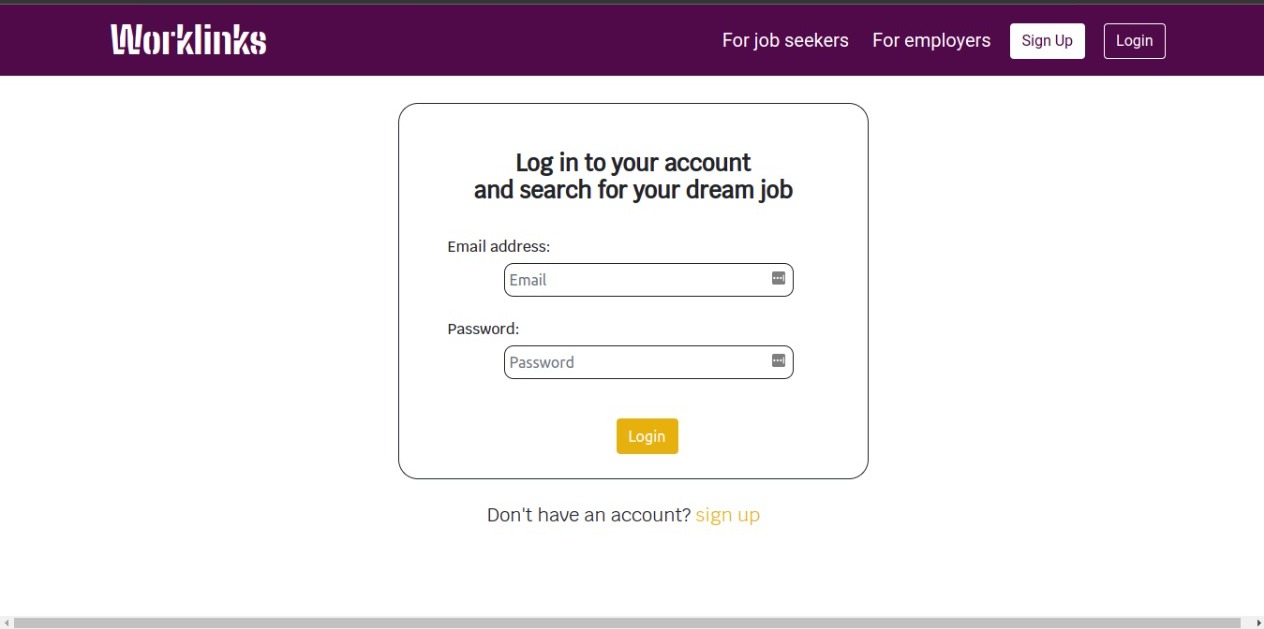 Worklinks
For job seekers
For employers
Sign Up
Login
Log in to your account
and search for your dream job
Email address:
Email
Password:
Password
Login
Don't have an account? sign up